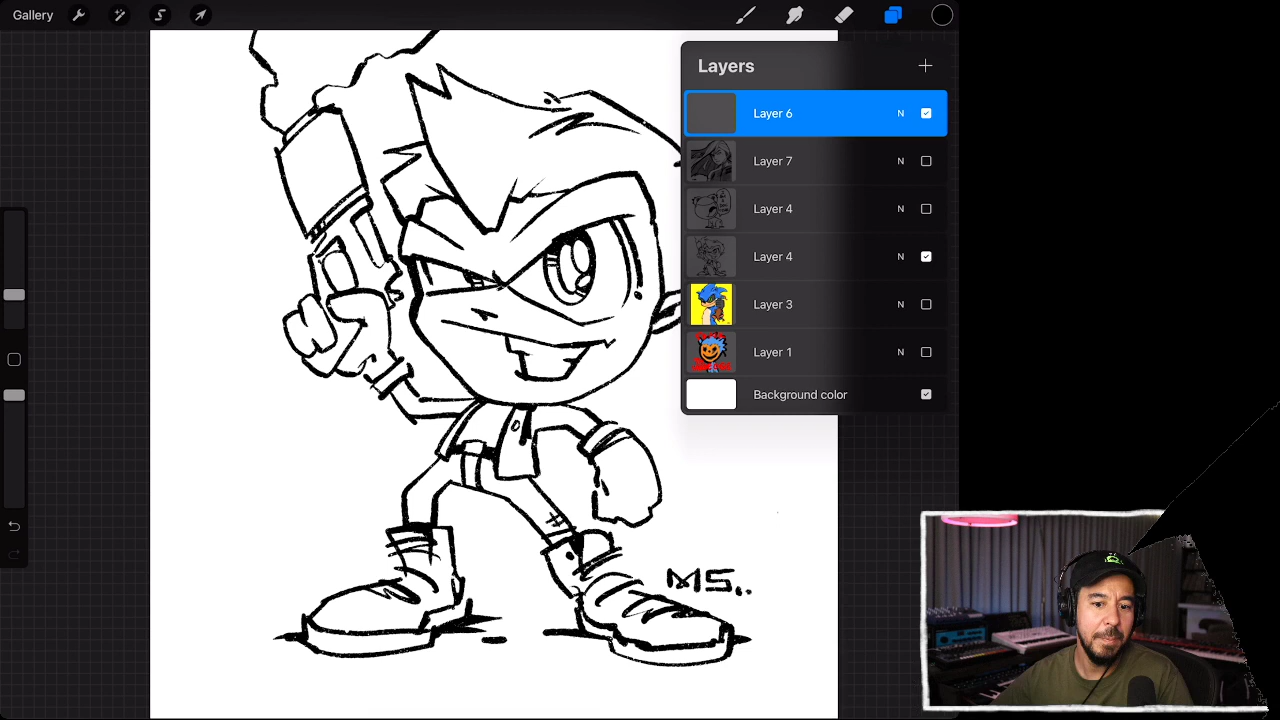 Gallery
Layers
Layer 6 N
Layer 7 N
Layer 4 N
Layer 4 N
Layer 3 N
Layer 1 N
Background color
MS..